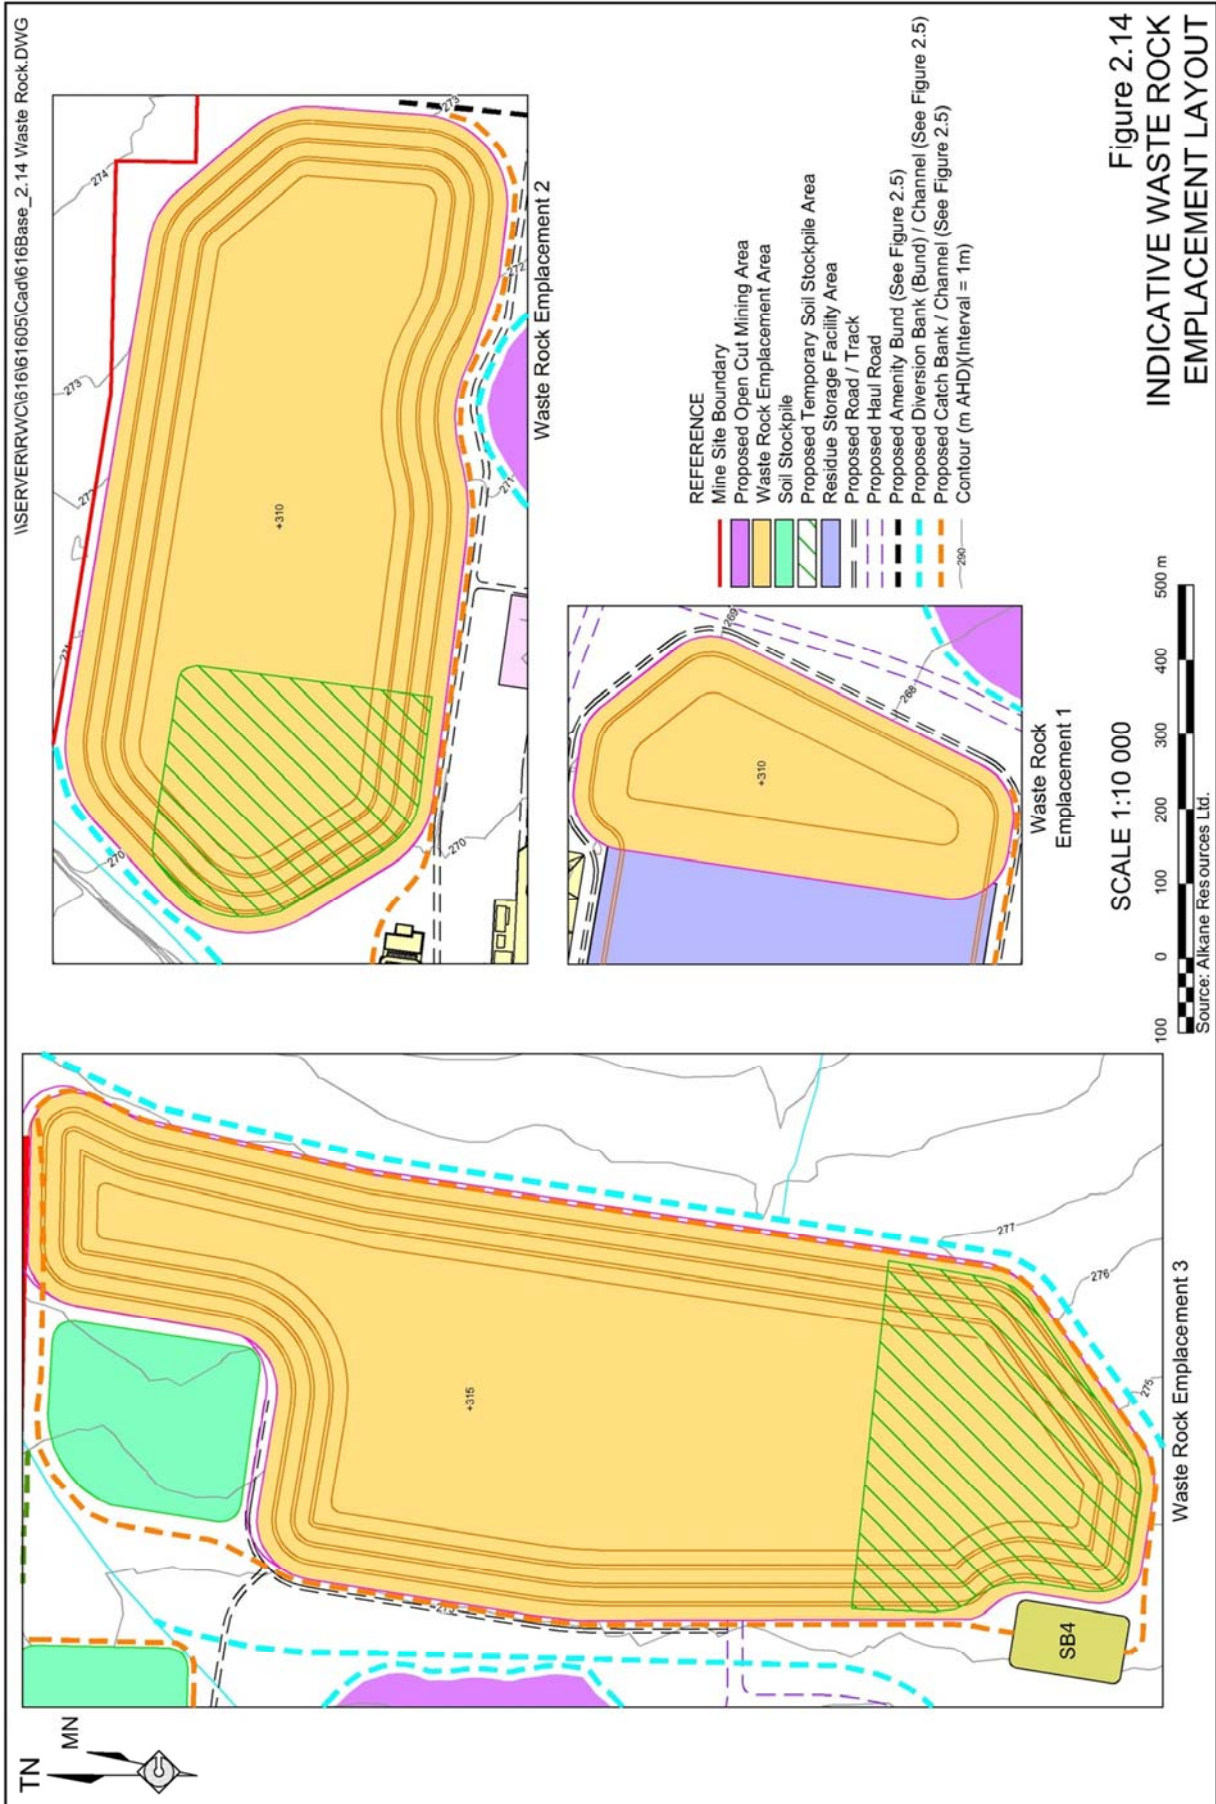 \\SERVER\RWC\616\61605\Cad\616Base_2.14 Waste Rock.DWG
TN
MN
SB4
+315
277
276
275
Waste Rock Emplacement 3
274
273
272
271
270
+310
273
272
271
270
Waste Rock Emplacement 2
+310
269
268
Waste Rock
Emplacement 1
REFERENCE
Mine Site Boundary
Proposed Open Cut Mining Area
Waste Rock Emplacement Area
Soil Stockpile
Proposed Temporary Soil Stockpile Area
Residue Storage Facility Area
Proposed Road / Track
Proposed Haul Road
Proposed Amenity Bund (See Figure 2.5)
Proposed Diversion Bank (Bund) / Channel (See Figure 2.5)
Proposed Catch Bank / Channel (See Figure 2.5)
290
Contour (m AHD)(Interval = 1m)
SCALE 1:10 000
100 0 100 200 300 400 500 m
Source: Alkane Resources Ltd.
Figure 2.14
INDICATIVE WASTE ROCK
EMPLACEMENT LAYOUT